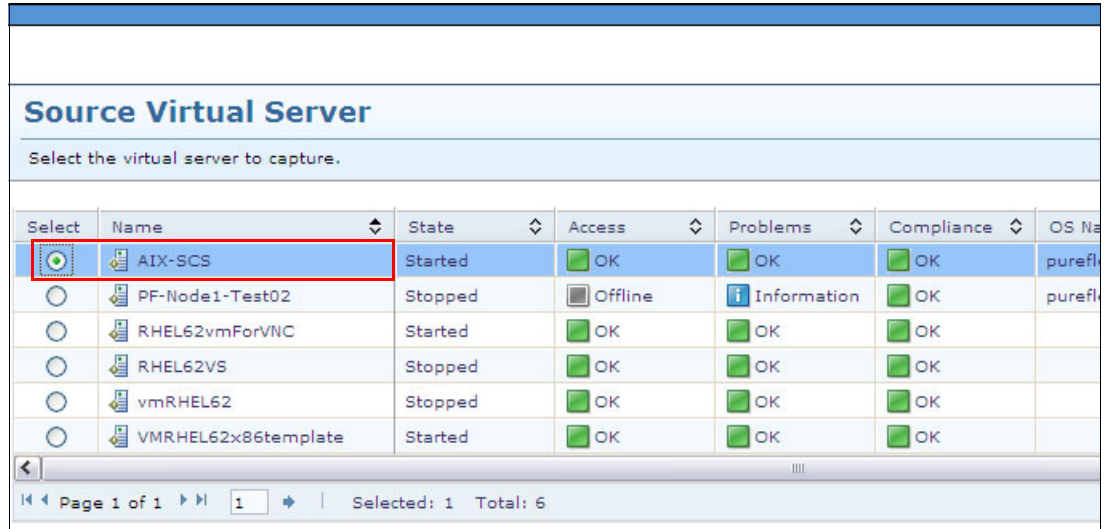 Source Virtual Server
Select the virtual server to capture.
Select Name State Access Problems Compliance OS Na
AIX-SCS Started OK OK OK purefl
PF-Node1-Test02 Stopped Offline Information OK purefl
RHEL62vmForVNC Started OK OK OK
RHEL62VS Stopped OK OK OK
vmRHEL62 Stopped OK OK OK
VMRHEL62x86template Started OK OK OK
Page 1 of 1 1 Selected: 1 Total: 6